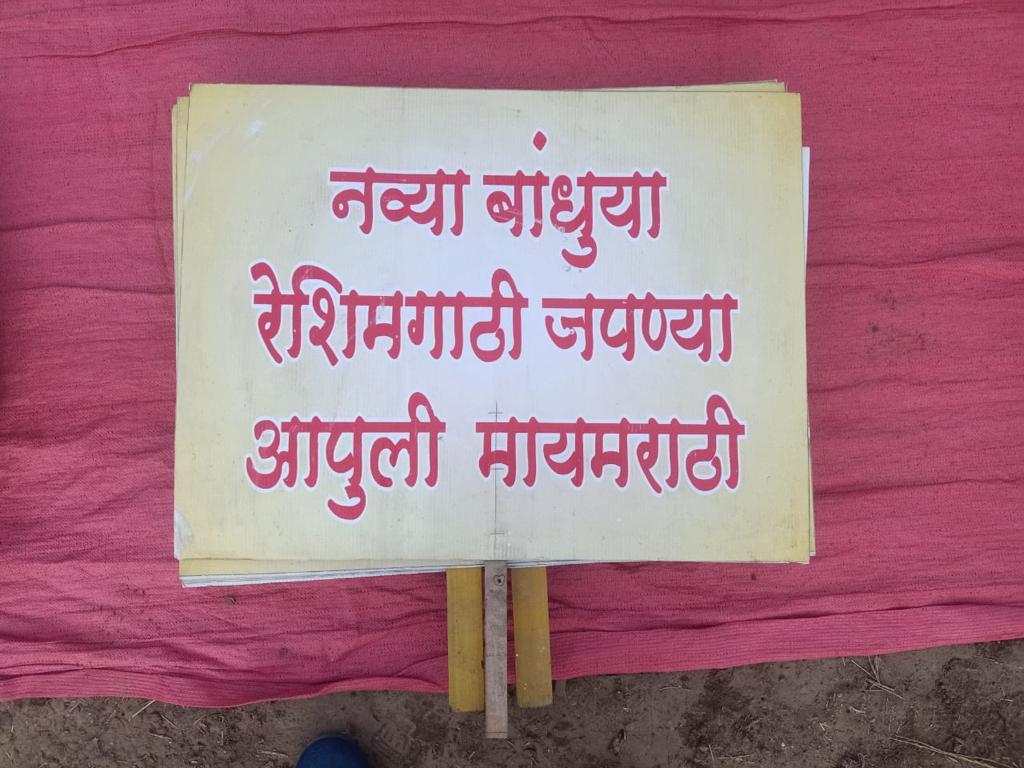 नव्या बांधुया
रेशिमगाठी जपण्या
आपुली मायमराठी